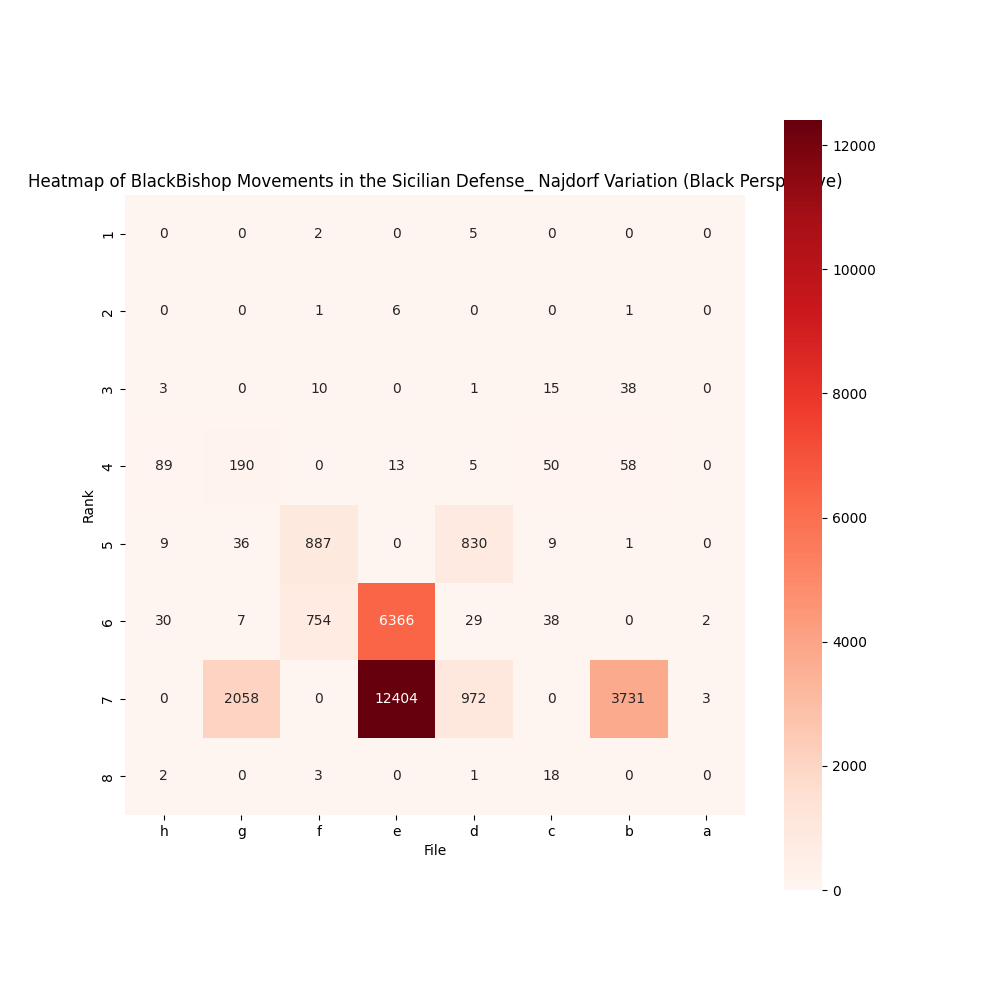 Heatmap of BlackBishop Movements in the Sicilian Defense_ Najdorf Variation (Black Perspective)
12000
10000
8000
6000
4000
2000
0
Rank
1 0 0 2 0 5 0 0 0
2 0 0 1 6 0 0 1 0
3 3 0 10 0 1 15 38 0
4 89 190 0 13 5 50 58 0
5 9 36 887 0 830 9 1 0
6 30 7 754 6366 29 38 0 2
7 0 2058 0 12404 972 0 3731 3
8 2 0 3 0 1 18 0 0
h g f e d c b a
File